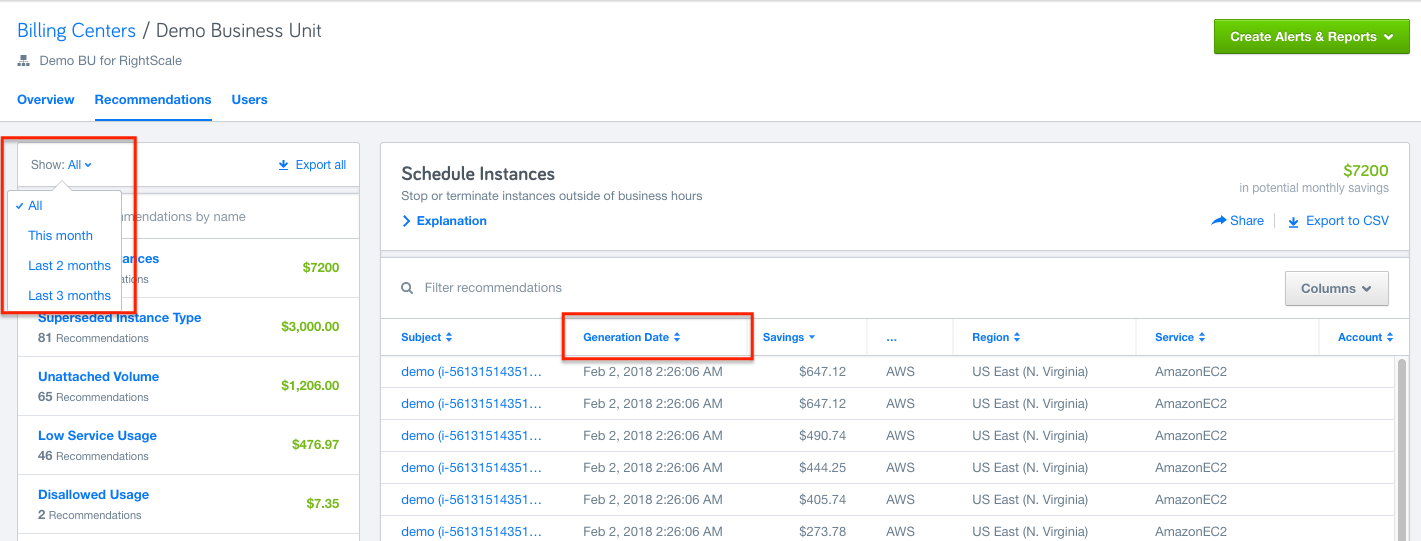 Billing Centers / Demo Business Unit
Create Alerts & Reports
Demo BU for RightScale
Overview Recommendations Users
Show: All
Export all
All
This month
Last 2 months
Last 3 months
by name
$7200
Superseded Instance Type
81 Recommendations
$3,000.00
Unattached Volume
65 Recommendations
$1,206.00
Low Service Usage
46 Recommendations
$476.97
Disallowed Usage
2 Recommendations
$7.35
Schedule Instances
$7200
Stop or terminate instances outside of business hours
in potential monthly savings
Explanation
Share Export to CSV
Filter recommendations
Columns
Subject Generation Date Savings ... Region Service Account
demo (i-56131514351... Feb 2, 2018 2:26:06 AM $647.12 AWS US East (N. Virginia) AmazonEC2
demo (i-56131514351... Feb 2, 2018 2:26:06 AM $647.12 AWS US East (N. Virginia) AmazonEC2
demo (i-56131514351... Feb 2, 2018 2:26:06 AM $490.74 AWS US East (N. Virginia) AmazonEC2
demo (i-56131514351... Feb 2, 2018 2:26:06 AM $444.25 AWS US East (N. Virginia) AmazonEC2
demo (i-56131514351... Feb 2, 2018 2:26:06 AM $405.74 AWS US East (N. Virginia) AmazonEC2
demo (i-56131514351... Feb 2, 2018 2:26:06 AM $273.78 AWS US East (N. Virginia) AmazonEC2